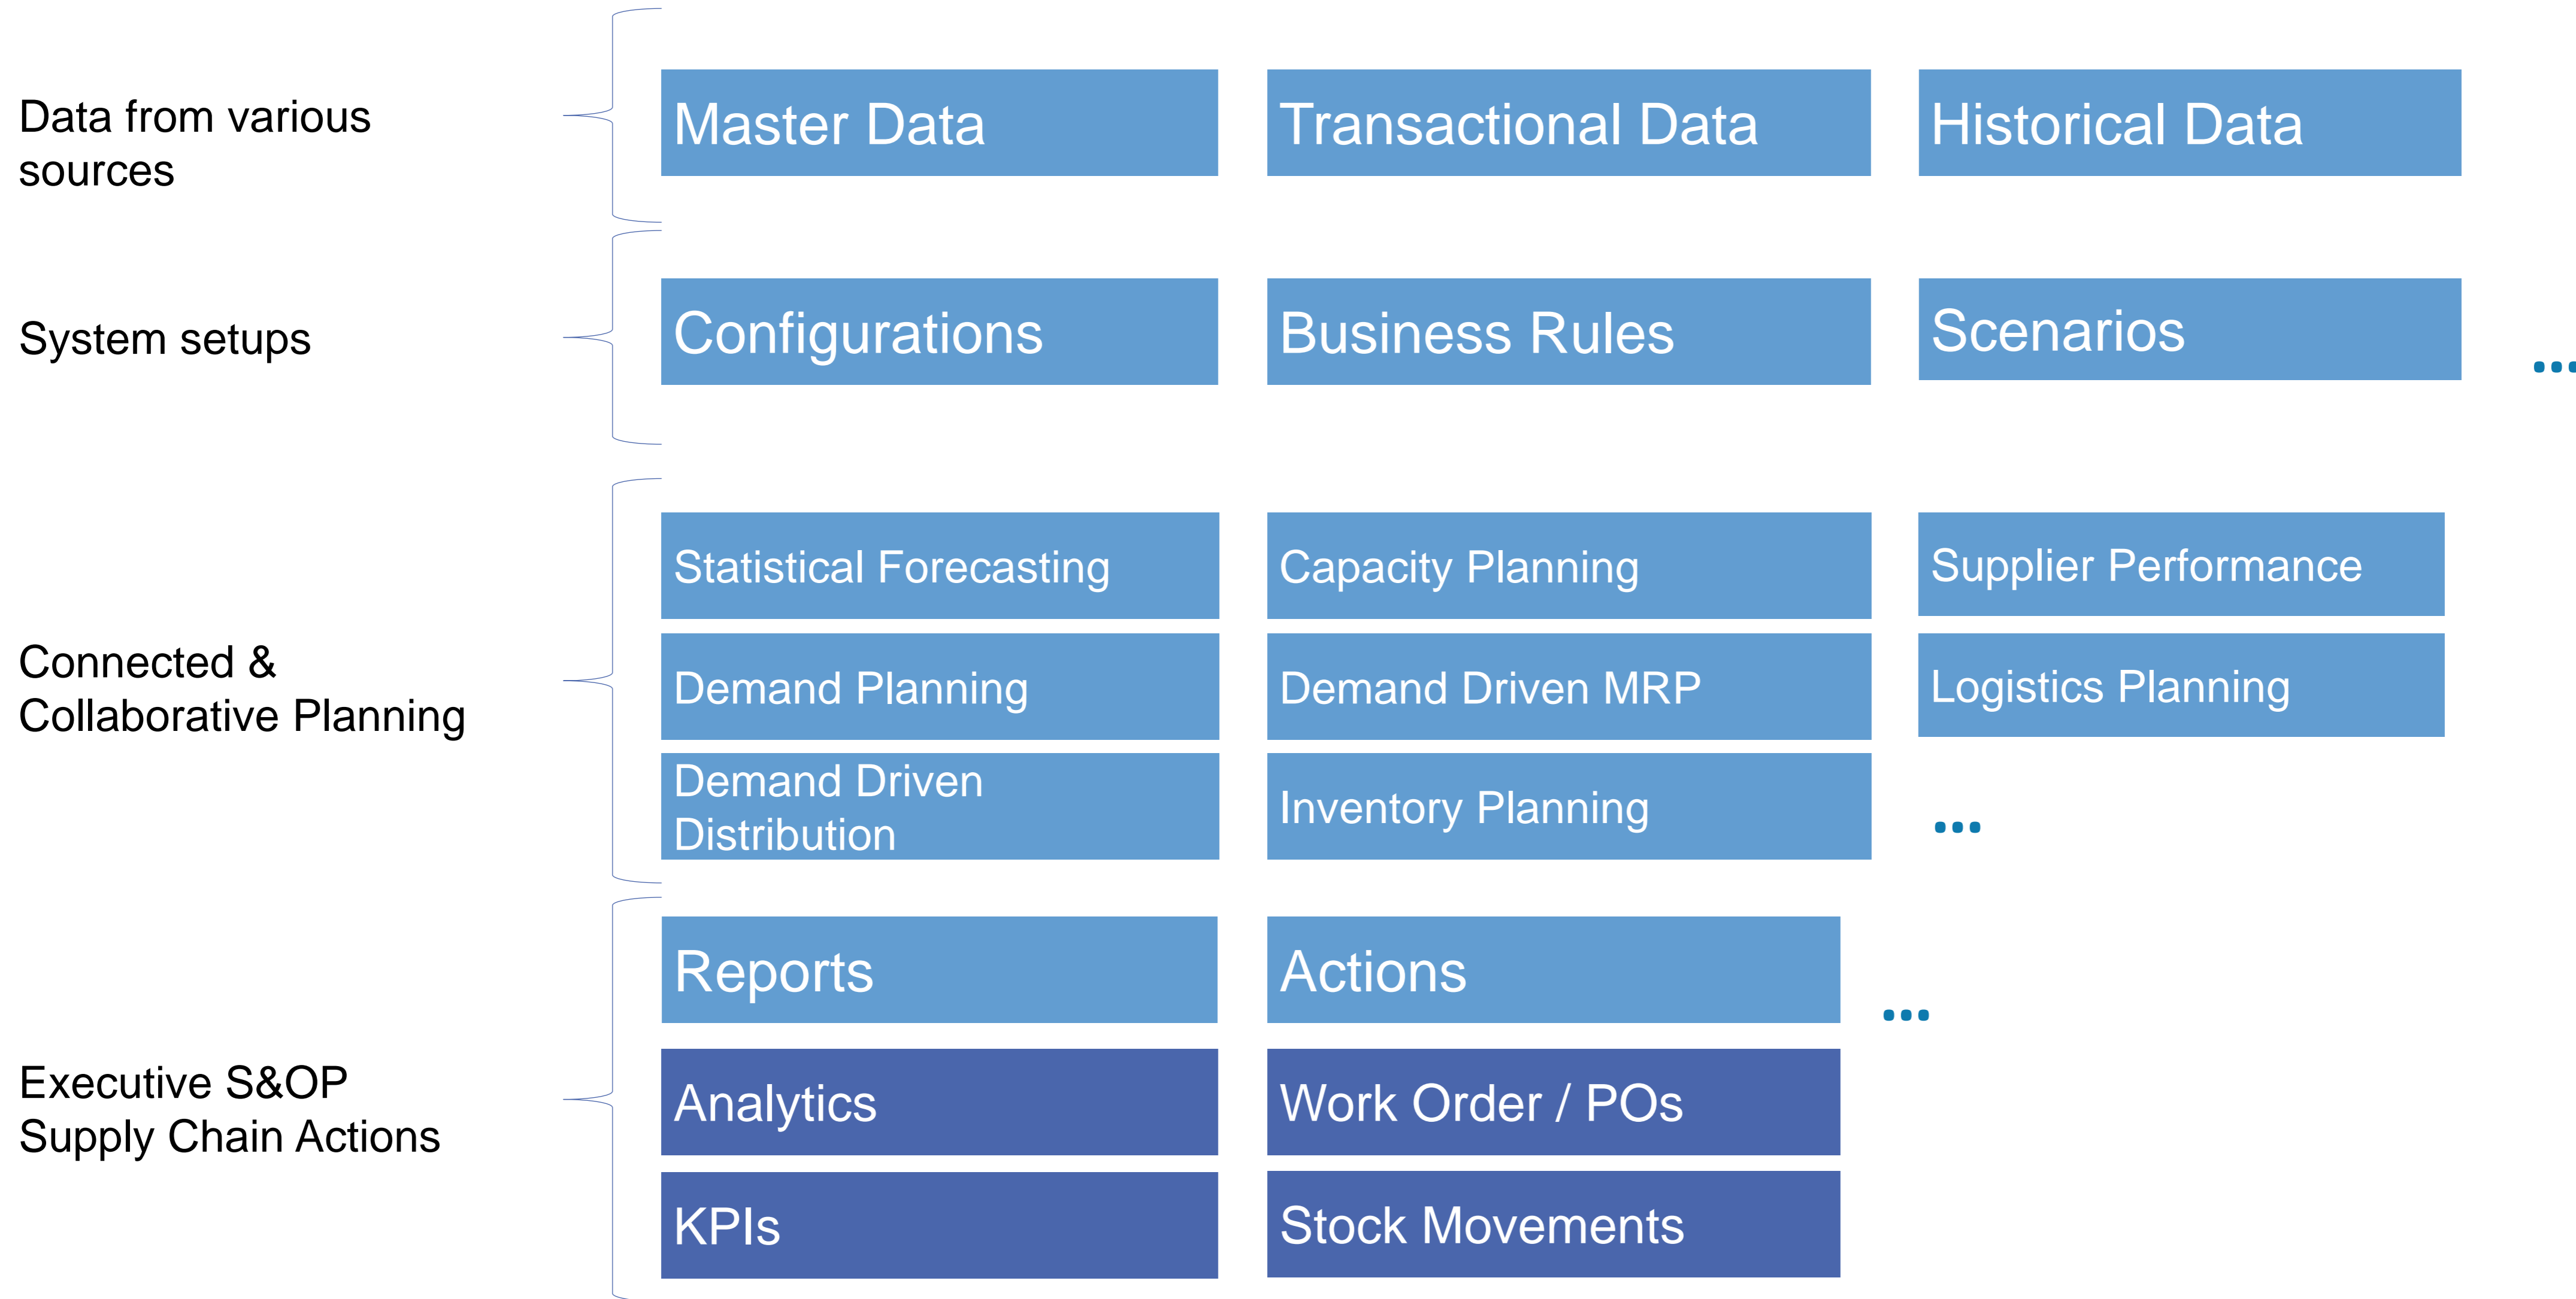 Data from various
sources
Master Data
Transactional Data
Historical Data
System setups
Configurations
Business Rules
Scenarios
...
Connected &
Collaborative Planning
Statistical Forecasting
Capacity Planning
Supplier Performance
Demand Planning
Demand Driven MRP
Logistics Planning
Demand Driven
Distribution
Inventory Planning
...
Executive S&OP
Supply Chain Actions
Reports
Actions
...
Analytics
Work Order / POs
KPIs
Stock Movements